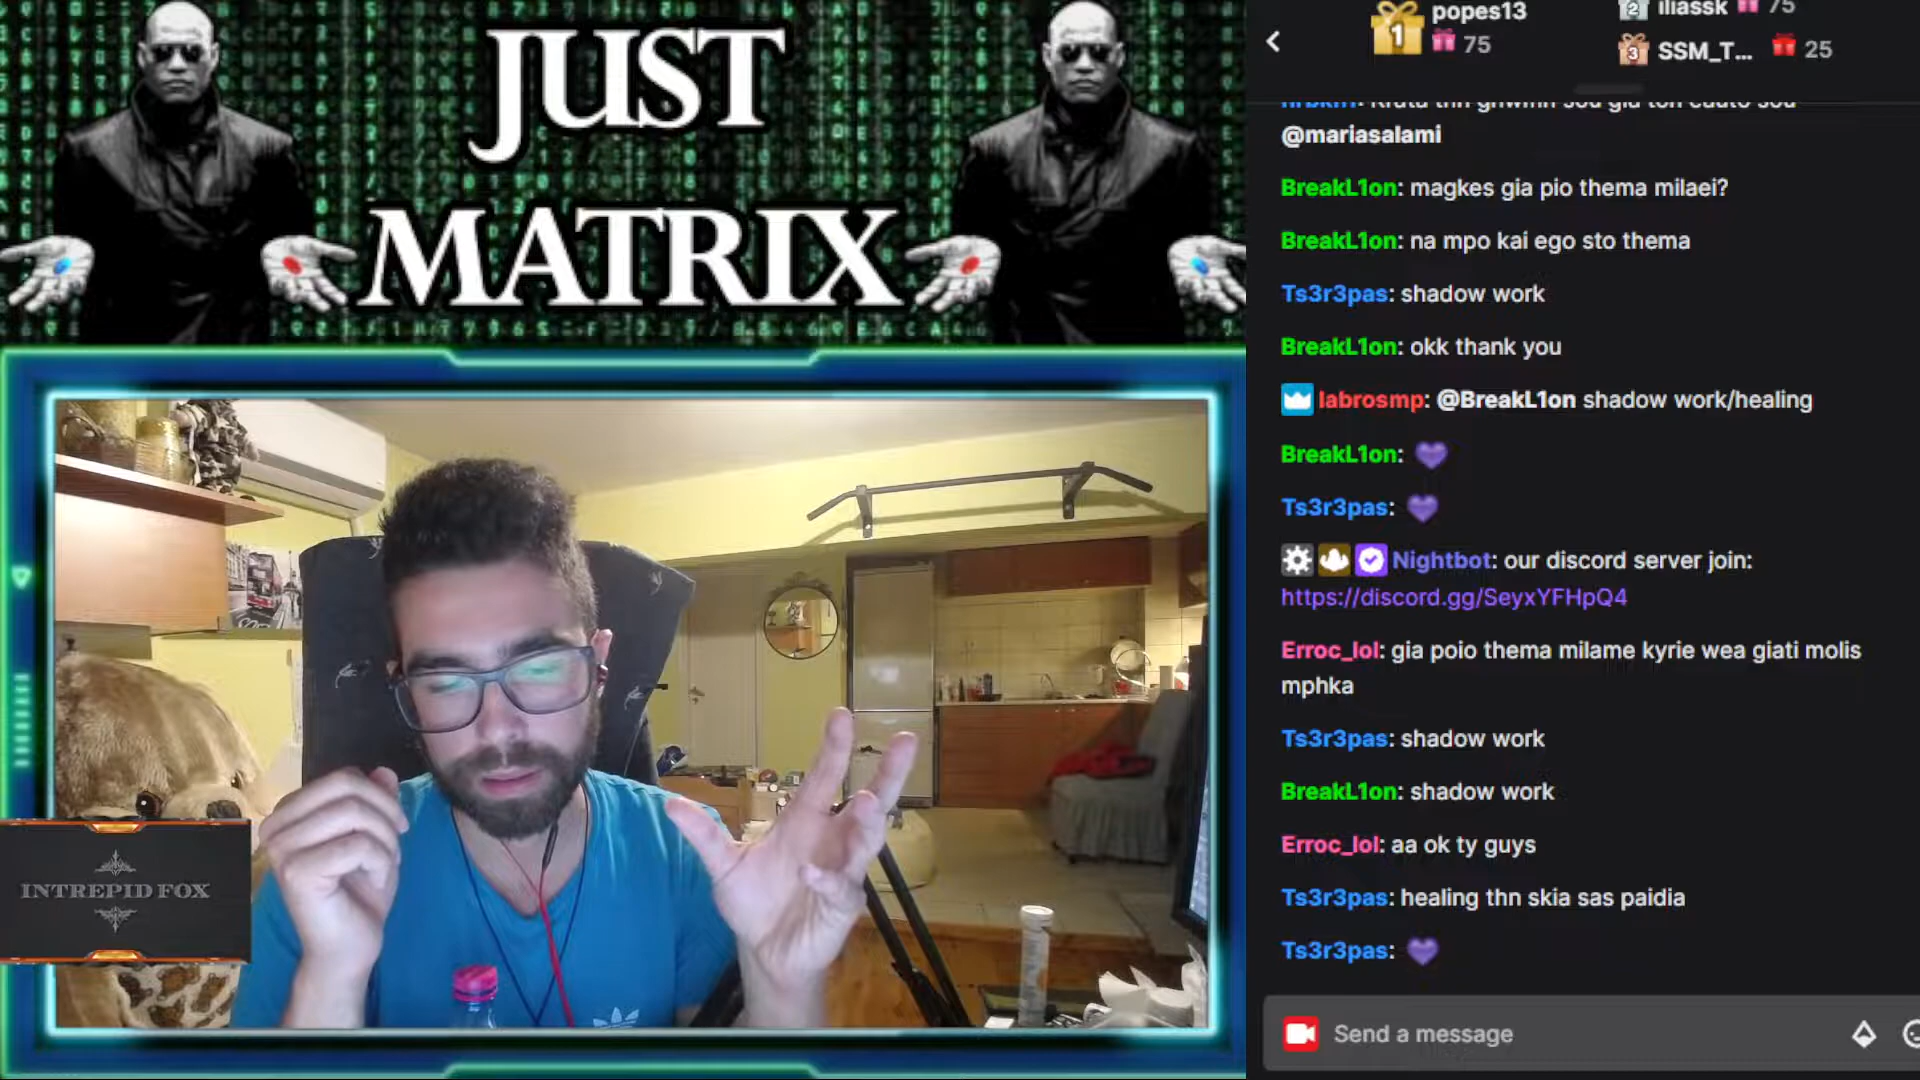 JUST
MATRIX
INTREPID FOX
popes13
75
iliassk 75
SSM_T... 25
@mariasalami
BreakL1on: magkes gia pio thema milaei?
BreakL1on: na mpo kai ego sto thema
Ts3r3pas: shadow work
BreakL1on: okk thank you
labrosmp: @BreakL1on shadow work/healing
BreakL1on:
Ts3r3pas:
Nightbot: our discord server join:
https://discord.gg/SeyxYFHpQ4
Erroc_lol: gia poio thema milame kyrie wea giati molis
mphka
Ts3r3pas: shadow work
BreakL1on: shadow work
Erroc_lol: aa ok ty guys
Ts3r3pas: healing thn skia sas paidia
Ts3r3pas:
Send a message